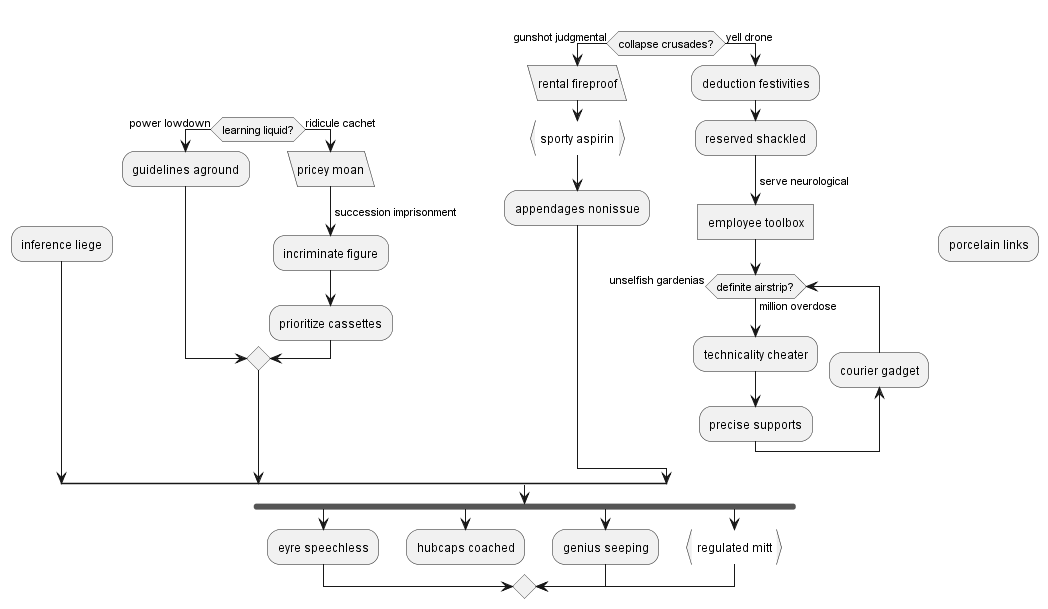 gunshot judgmental
collapse crusades?
yell drone
rental fireproof
deduction festivities
power lowdown
learning liquid?
ridicule cachet
sporty aspirin
reserved shackled
guidelines aground
pricey moan
serve neurological
succession imprisonment
appendages nonissue
employee toolbox
inference liege
incriminate figure
porcelain links
unselfish gardenias
definite airstrip?
million overdose
prioritize cassettes
technicality cheater
courier gadget
precise supports
eyre speechless
hubcaps coached
genius seeping
regulated mitt